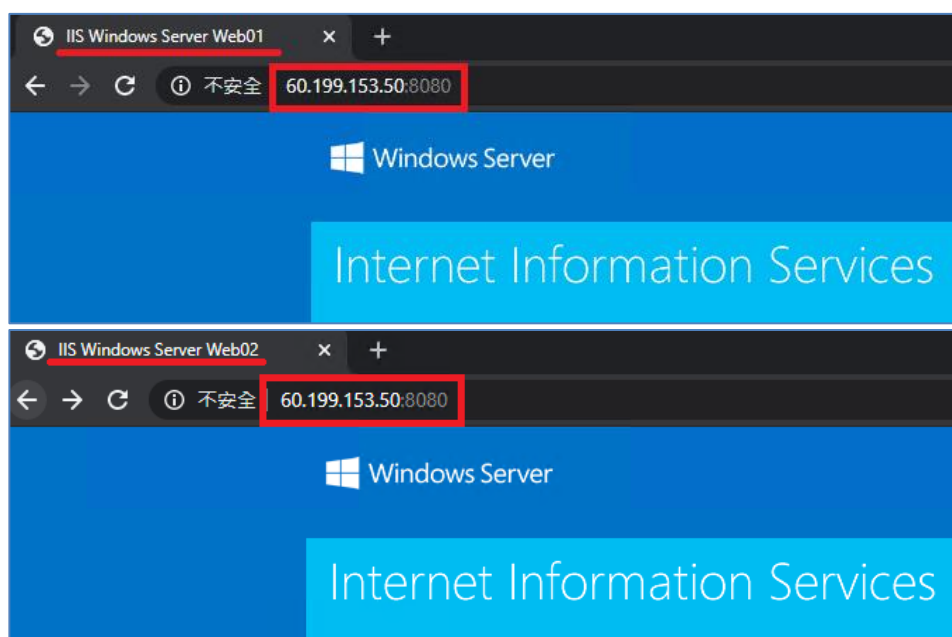 IIS Windows Server Web01
不安全 60.199.153.50:8080
Windows Server
Internet Information Services
IIS Windows Server Web02
不安全 60.199.153.50:8080
Windows Server
Internet Information Services